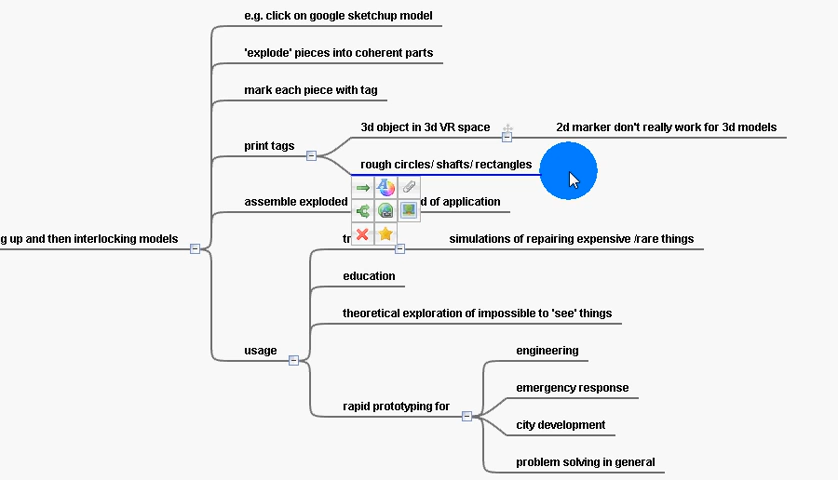 e.g. click on google sketchup model
'explode' pieces into coherent parts
mark each piece with tag
3d object in 3d VR space
2d marker don't really work for 3d models
print tags
rough circles/ shafts/ rectangles
assemble exploded
d of application
g up and then interlocking models
tr
simulations of repairing expensive /rare things
education
theoretical exploration of impossible to 'see' things
usage
engineering
emergency response
rapid prototyping for
city development
problem solving in general